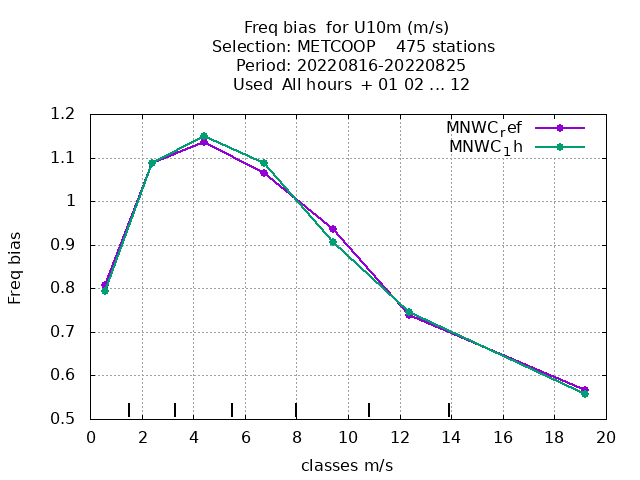 Freq bias  for U10m (m/s)
Selection: METCOOP    475 stations
Period: 20220816-20220825
Used  All hours  + 01 02 ... 12
MNWCref
MNWC1h
1.2
1.1
1
0.9
0.8
0.7
0.6
0.5
Freq bias
0 2 4 6 8 10 12 14 16 18 20
classes m/s